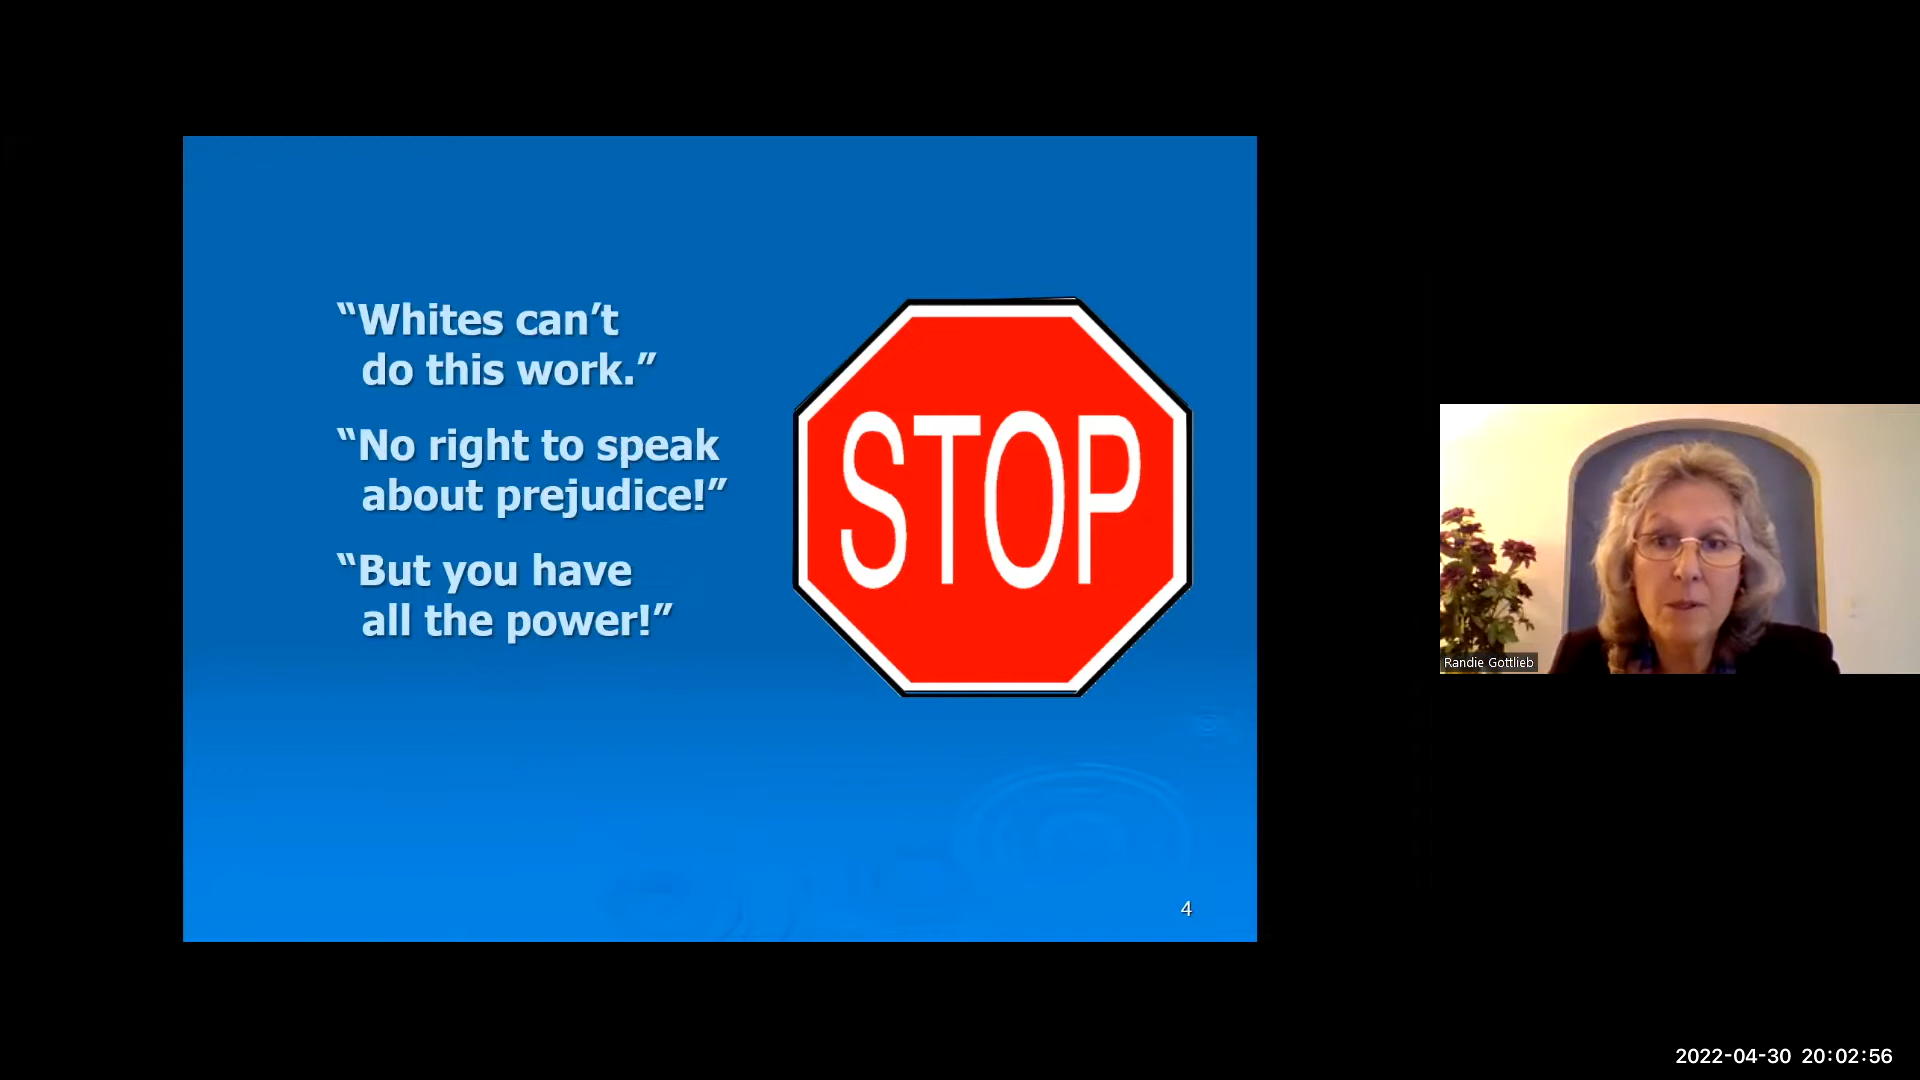 “Whites can’t
do this work.”
“No right to speak
about prejudice!”
“But you have
all the power!”
STOP
4
Randie Gottlieb
2022-04-30 20:02:56